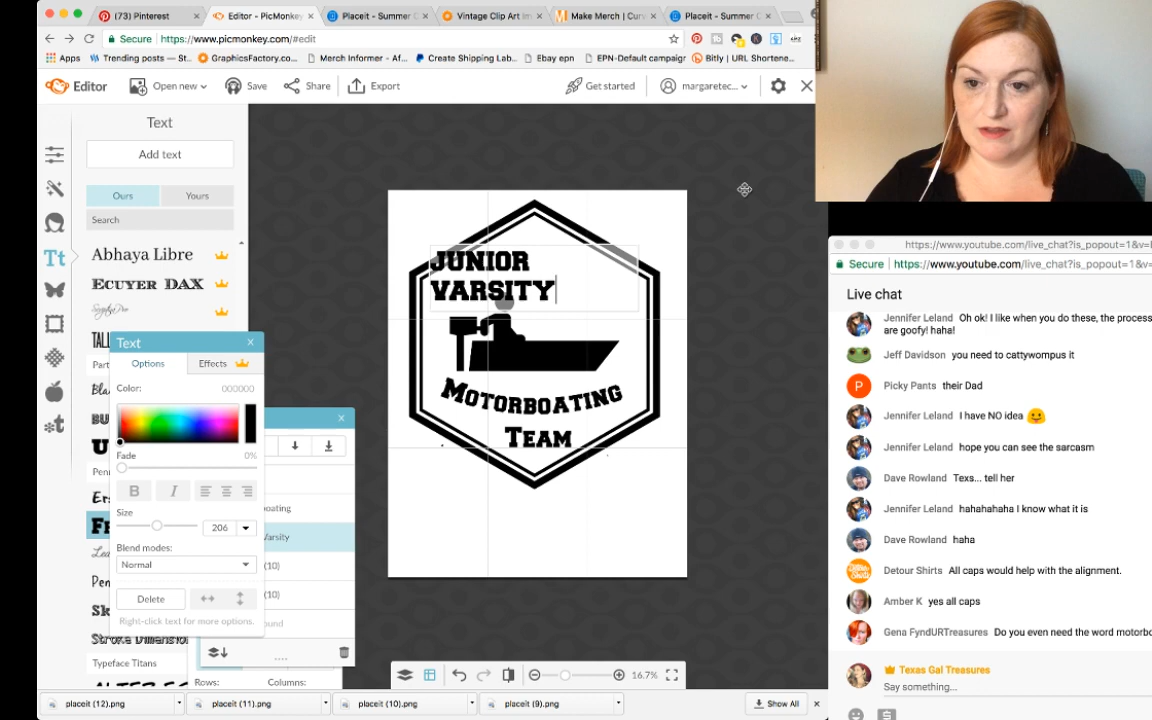 (73) Pinterest
Editor - PicMonkey
Placeit - Summer C
Vintage Clip Art Im
Make Merch | Cur
Placeit - Summer C
Secure
https://www.picmonkey.com/#edit
Apps
Trending posts — St...
GraphicsFactory.co...
Merch Informer - Af...
Create Shipping Lab...
Ebay epn
EPN-Default campaign
Bitly | URL Shortene...
Editor
Open new
Save
Share
Export
Get started
margaretec...
Text
Add text
Ours
Yours
Search
Abhaya Libre
Ecuyer DAX
Text
Options
Effects
Color:
000000
Fade
0%
B
I
Size
206
Blend modes:
Normal
Delete
Right-click text for more options.
Stroke Dimension
Typeface Titans
oating
arsity
(10)
(10)
ound
Rows:
Columns:
JUNIOR
VARSITY
MOTORBOATING
TEAM
16.7%
placeit (12).png
placeit (11).png
placeit (10).png
placeit (9).png
Show All
https://www.youtube.com/live_chat?is_popout=1&v=
Secure
https://www.youtube.com/live_chat?is_popout=1&v=
Live chat
Jennifer Leland Oh ok! I like when you do these, the process
are goofy! haha!
Jeff Davidson you need to cattywompus it
P
Picky Pants their Dad
Jennifer Leland I have NO idea
Jennifer Leland hope you can see the sarcasm
Dave Rowland Texs... tell her
Jennifer Leland hahahahaha I know what it is
Dave Rowland haha
Detour Shirts All caps would help with the alignment.
Amber K yes all caps
Gena FyndURTreasures Do you even need the word motorbo
Texas Gal Treasures
Say something...